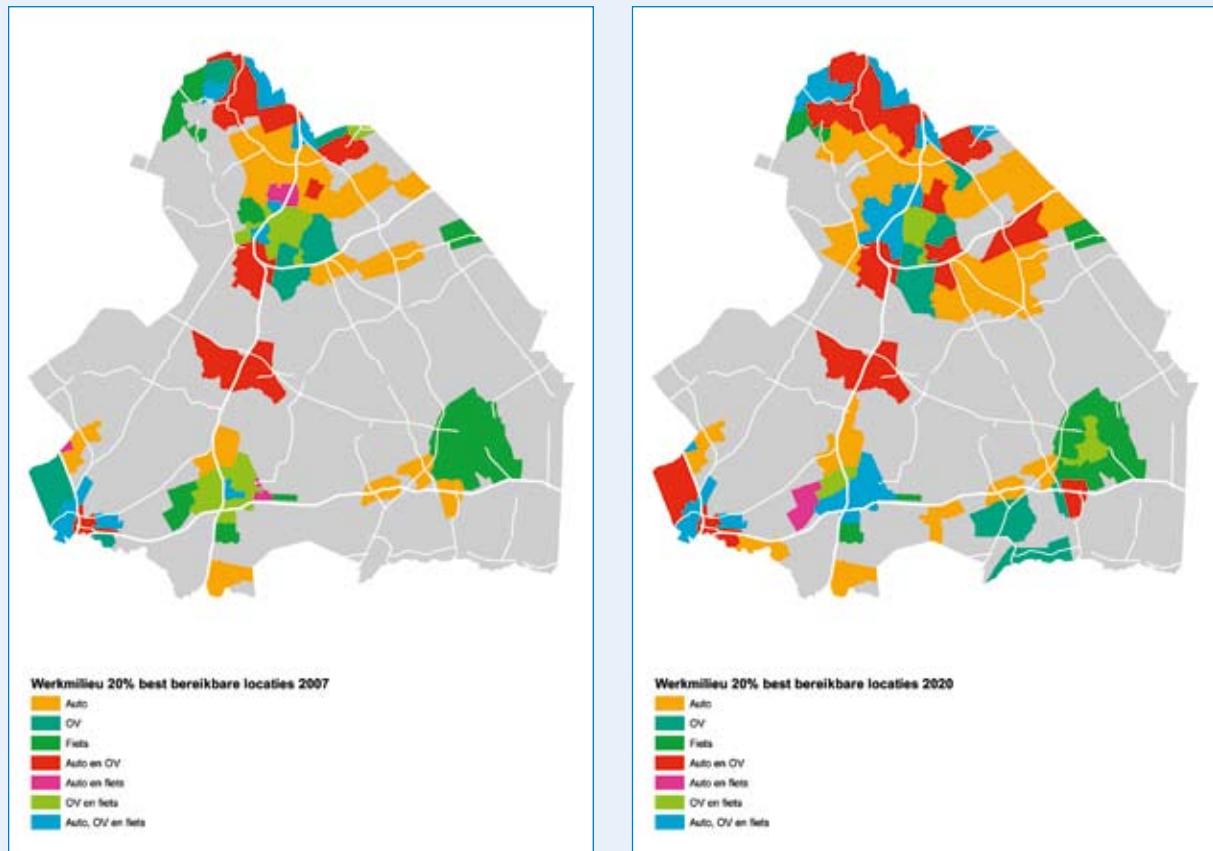 Werkmilieu 20% best bereikbare locaties 2007
Auto
OV
Fiets
Auto en OV
Auto en fiets
OV en fiets
Auto, OV en fiets
Werkmilieu 20% best bereikbare locaties 2020
Auto
OV
Fiets
Auto en OV
Auto en fiets
OV en fiets
Auto, OV en fiets